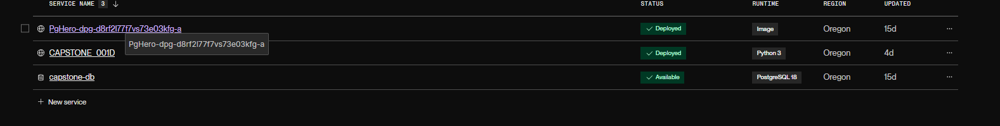 SERVICE NAME 3 ↓ STATUS RUNTIME REGION UPDATED
PgHero-dpg-d8rf2l77f7vs73e03kfg-a Deployed Image Oregon 15d ...
PgHero-dpg-d8rf2l77f7vs73e03kfg-a
CAPSTONE_001D Deployed Python 3 Oregon 4d ...
capstone-db Available PostgreSQL 18 Oregon 15d ...
+ New service